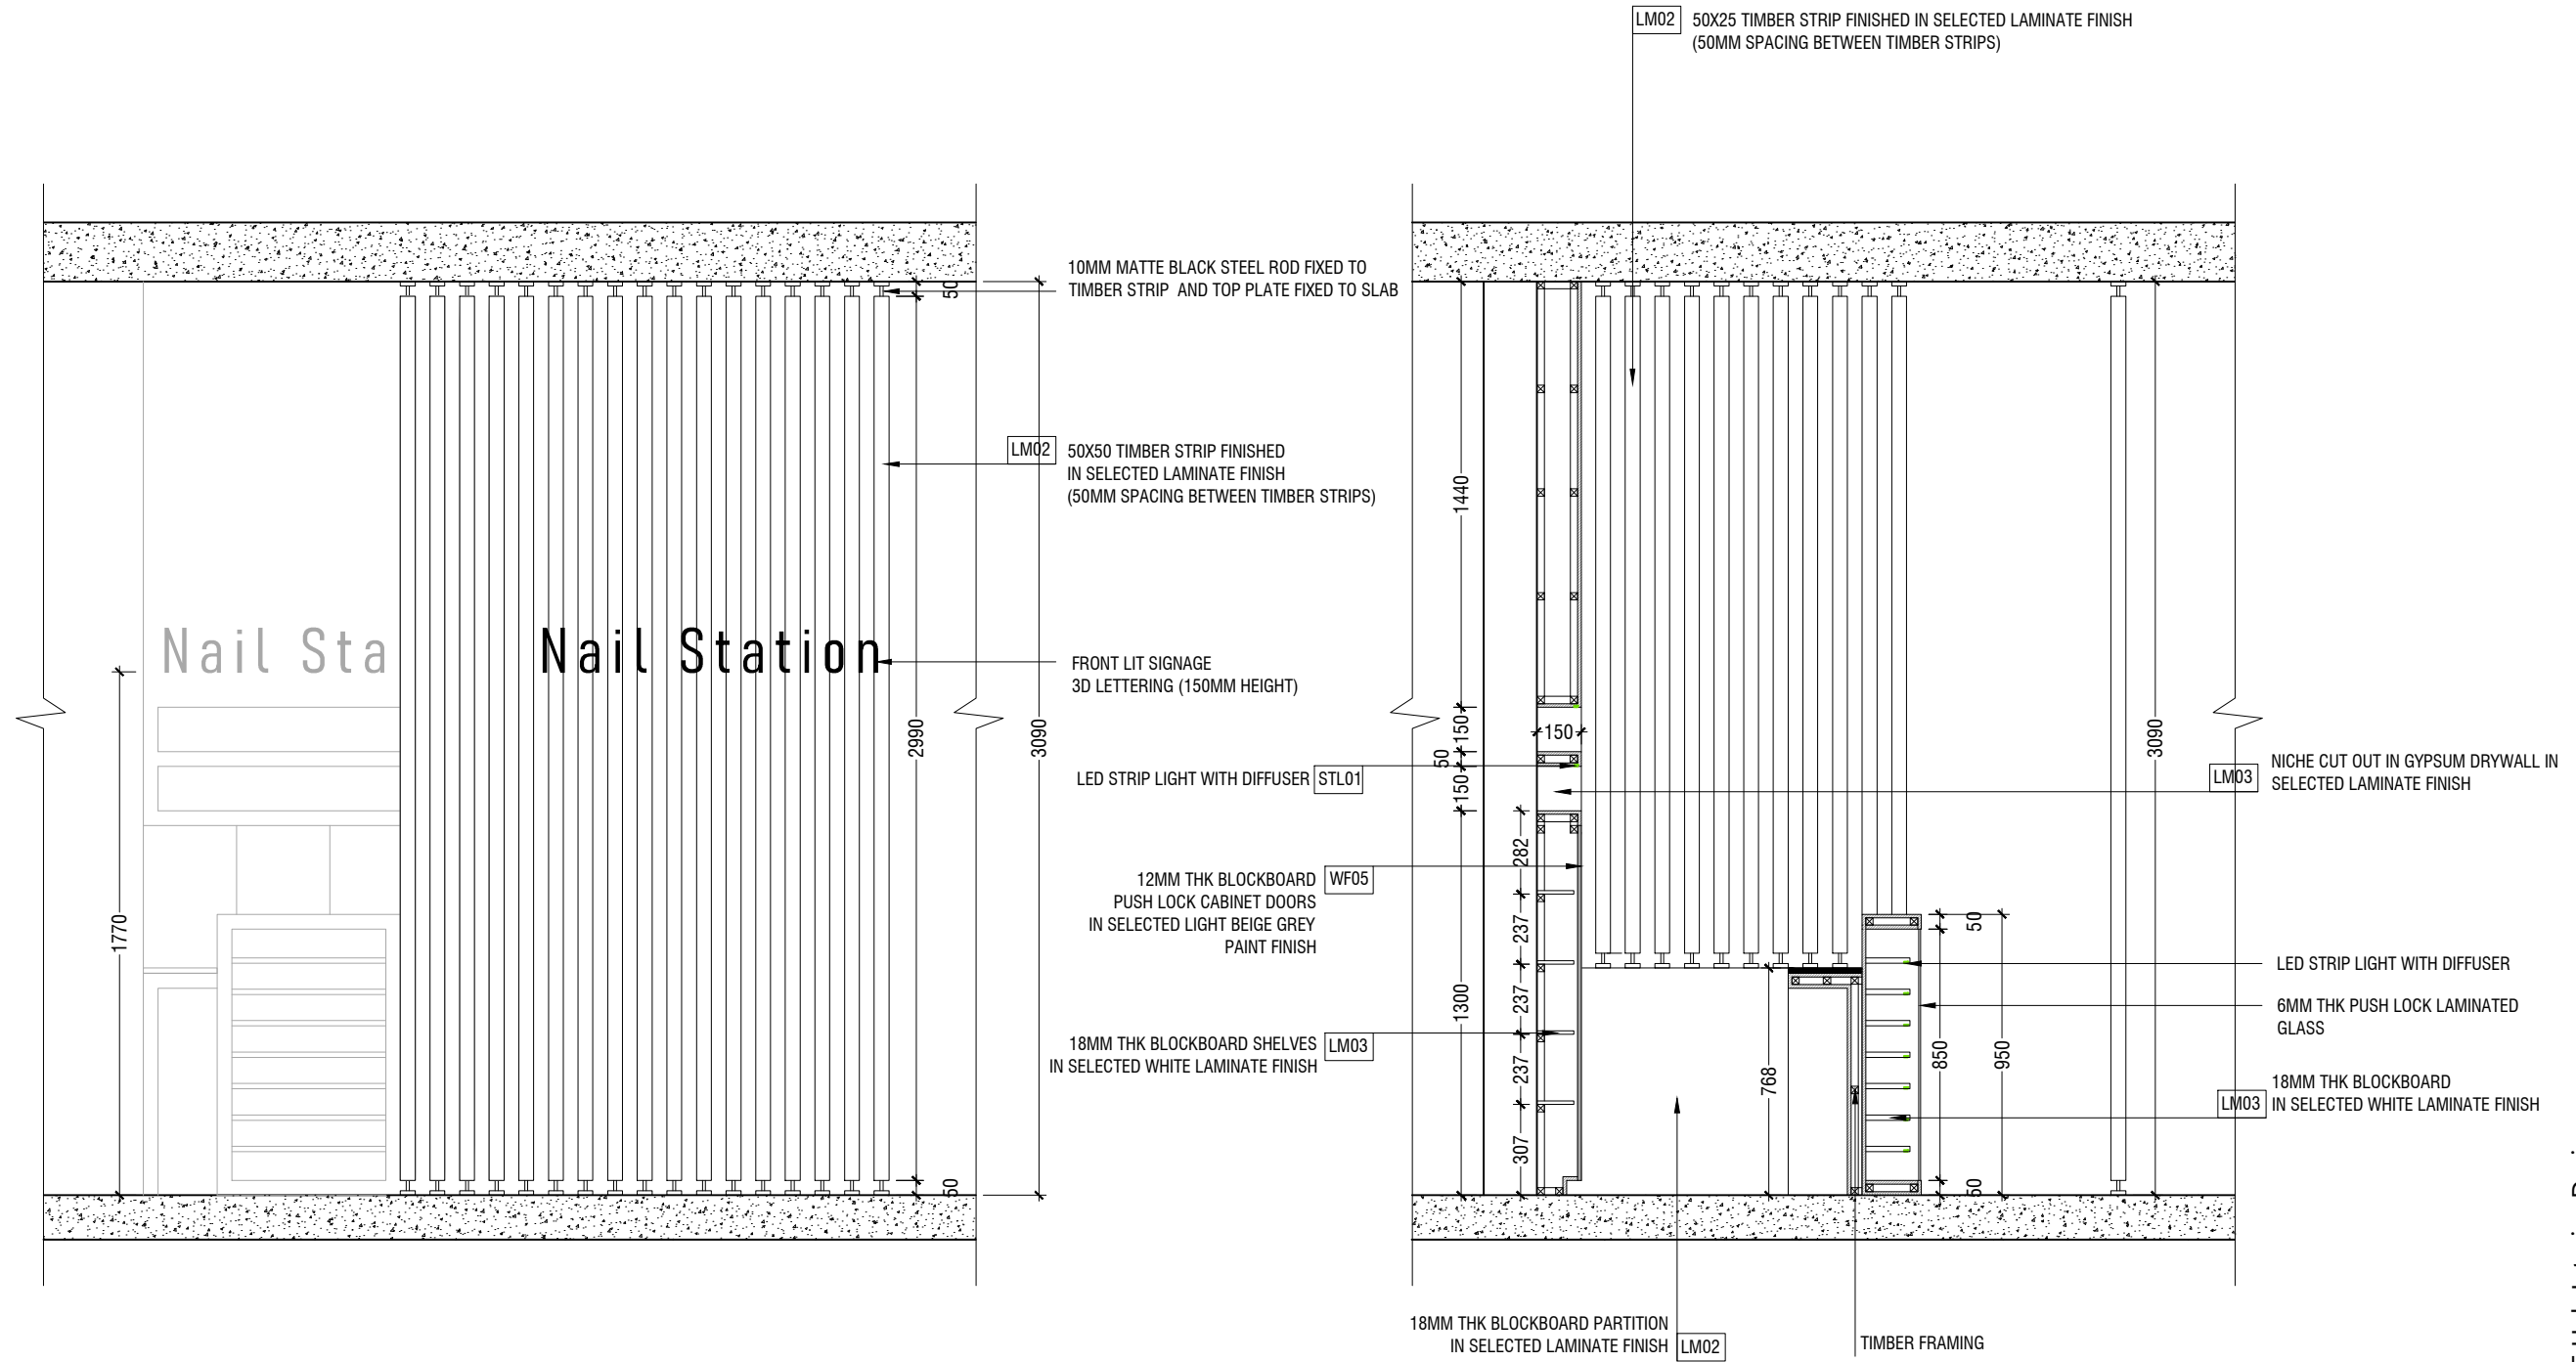 LM02
50X25 TIMBER STRIP FINISHED IN SELECTED LAMINATE FINISH
(50MM SPACING BETWEEN TIMBER STRIPS)
10MM MATTE BLACK STEEL ROD FIXED TO
TIMBER STRIP AND TOP PLATE FIXED TO SLAB
LM02
50X50 TIMBER STRIP FINISHED
IN SELECTED LAMINATE FINISH
(50MM SPACING BETWEEN TIMBER STRIPS)
Nail Sta
Nail Station
FRONT LIT SIGNAGE
3D LETTERING (150MM HEIGHT)
1770
50
2990
50
3090
LED STRIP LIGHT WITH DIFFUSER
STL01
12MM THK BLOCKBOARD
PUSH LOCK CABINET DOORS
IN SELECTED LIGHT BEIGE GREY
PAINT FINISH
WF05
18MM THK BLOCKBOARD SHELVES
IN SELECTED WHITE LAMINATE FINISH
LM03
1440
150
50
150
1300
150
282
237
237
237
307
768
850
50
50
950
3090
LM03
NICHE CUT OUT IN GYPSUM DRYWALL IN
SELECTED LAMINATE FINISH
LED STRIP LIGHT WITH DIFFUSER
6MM THK PUSH LOCK LAMINATED
GLASS
LM03
18MM THK BLOCKBOARD
IN SELECTED WHITE LAMINATE FINISH
18MM THK BLOCKBOARD PARTITION
IN SELECTED LAMINATE FINISH
LM02
TIMBER FRAMING